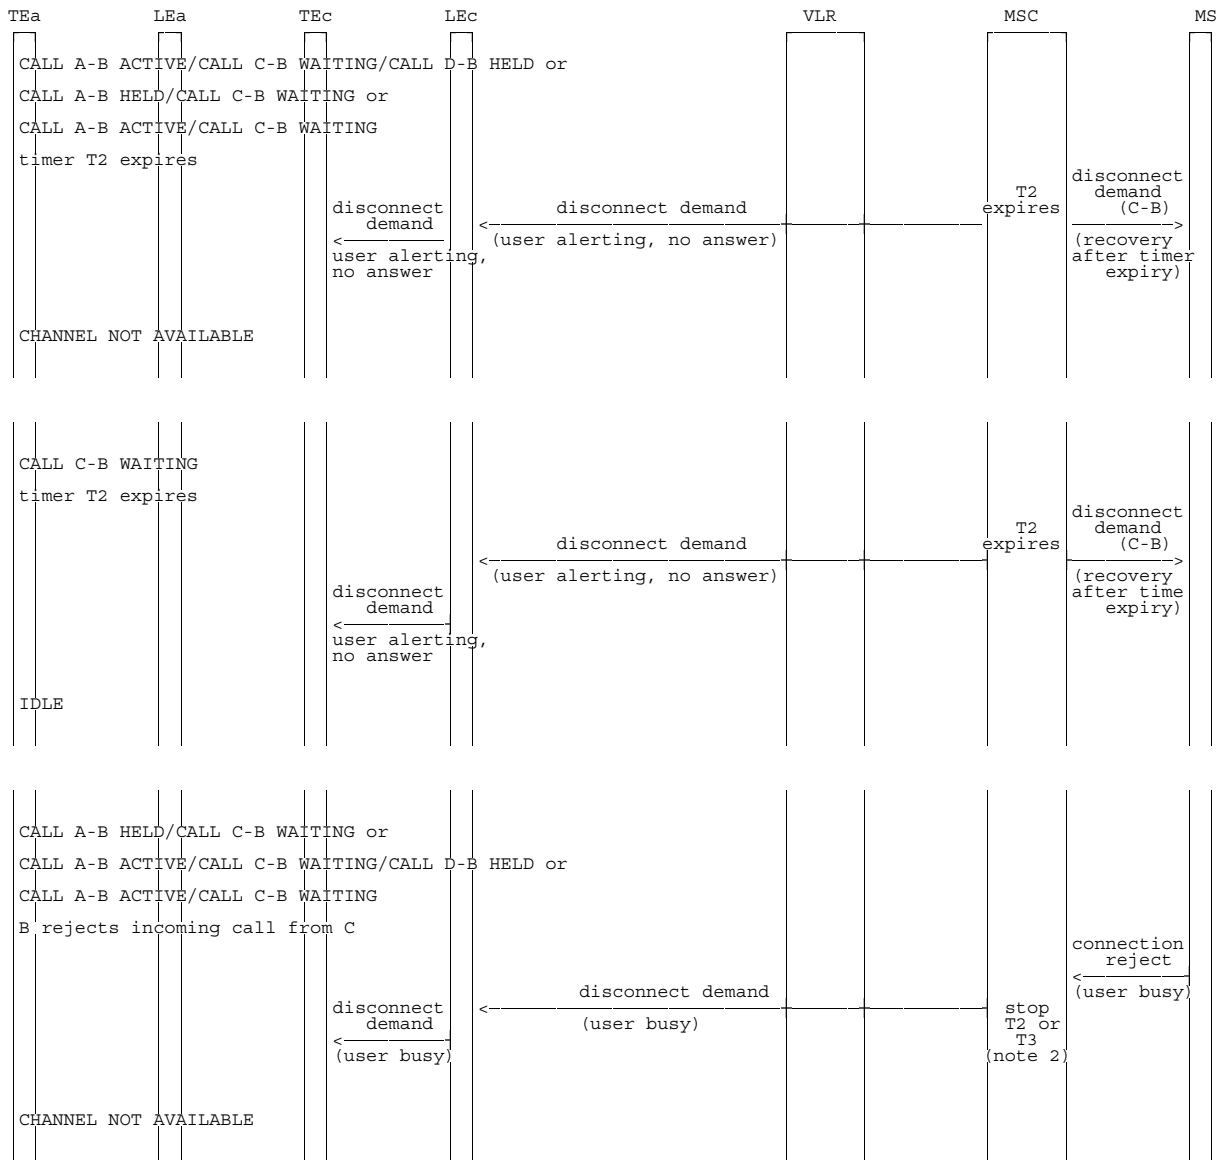 TEa LEa TEc LEc VLR MSC MS
CALL A-B ACTIVE/CALL C-B WAITING/CALL D-B HELD or
CALL A-B HELD/CALL C-B WAITING or
CALL A-B ACTIVE/CALL C-B WAITING
timer T2 expires
disconnect
demand
user alerting,
no answer
disconnect demand
(user alerting, no answer)
T2
expires
disconnect
demand
(C-B)
(recovery
after timer
expiry)
CHANNEL NOT AVAILABLE
CALL C-B WAITING
timer T2 expires
disconnect
demand
user alerting,
no answer
disconnect demand
(user alerting, no answer)
T2
expires
disconnect
demand
(C-B)
(recovery
after time
expiry)
IDLE
CALL A-B HELD/CALL C-B WAITING or
CALL A-B ACTIVE/CALL C-B WAITING/CALL D-B HELD or
CALL A-B ACTIVE/CALL C-B WAITING
B rejects incoming call from C
connection
reject
(user busy)
disconnect
demand
(user busy)
disconnect demand
(user busy)
stop
T2 or
T3
(note 2)
CHANNEL NOT AVAILABLE